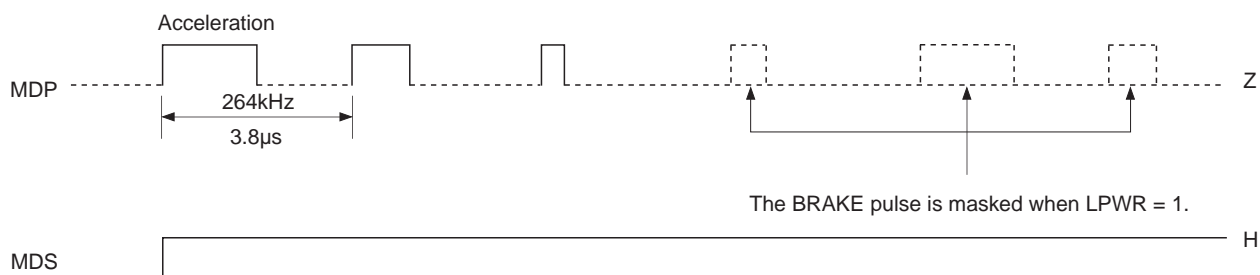 Acceleration
MDP
Z
264kHz
3.8μs
The BRAKE pulse is masked when LPWR = 1.
H
MDS